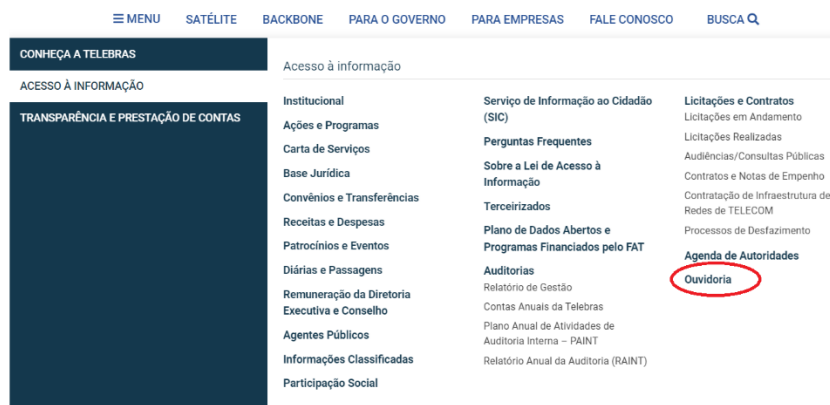 MENU SATÉLITE BACKBONE PARA O GOVERNO PARA EMPRESAS FALE CONOSCO BUSCA
CONHEÇA A TELEBRAS
ACESSO À INFORMAÇÃO
TRANSPARÊNCIA E PRESTAÇÃO DE CONTAS
Acesso à informação
Institucional
Ações e Programas
Carta de Serviços
Base Jurídica
Convênios e Transferências
Receitas e Despesas
Patrocínios e Eventos
Diárias e Passagens
Remuneração da Diretoria
Executiva e Conselho
Agentes Públicos
Informações Classificadas
Participação Social
Serviço de Informação ao Cidadão
(SIC)
Perguntas Frequentes
Sobre a Lei de Acesso à
Informação
Terceirizados
Plano de Dados Abertos e
Programas Financiados pelo FAT
Auditorias
Relatório de Gestão
Contas Anuais da Telebras
Plano Anual de Atividades de
Auditoria Interna – PAINT
Relatório Anual da Auditoria (RAINT)
Licitações e Contratos
Licitações em Andamento
Licitações Realizadas
Audiências/Consultas Públicas
Contratos e Notas de Empenho
Contratação de Infraestrutura de
Redes de TELECOM
Processos de Desfazimento
Agenda de Autoridades
Ouvidoria